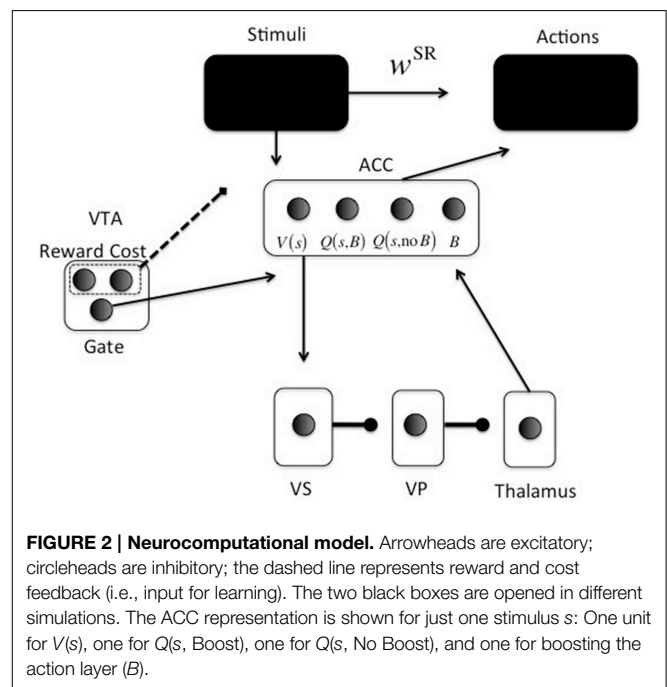 Stimuli
Actions
w^SR
ACC
V(s) Q(s,B) Q(s,no B) B
VTA
Reward Cost
Gate
VS
VP
Thalamus
FIGURE 2 | Neurocomputational model. Arrowheads are excitatory;
circleheads are inhibitory; the dashed line represents reward and cost
feedback (i.e., input for learning). The two black boxes are opened in different
simulations. The ACC representation is shown for just one stimulus s: One unit
for V(s), one for Q(s, Boost), one for Q(s, No Boost), and one for boosting the
action layer (B).